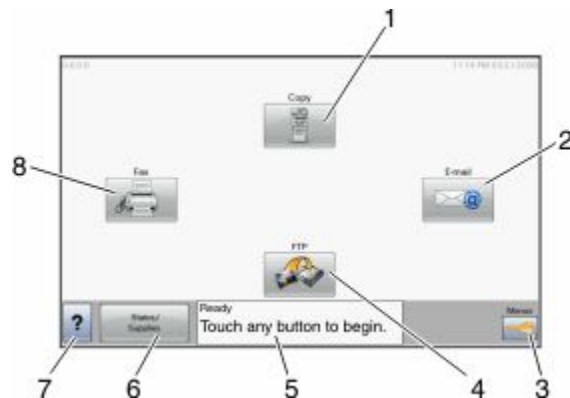 1
Copy
2
8
Fax
E-mail
FTP
Ready
Menus
?
Status/
Supplies
Touch any button to begin.
7
6
5
4
3